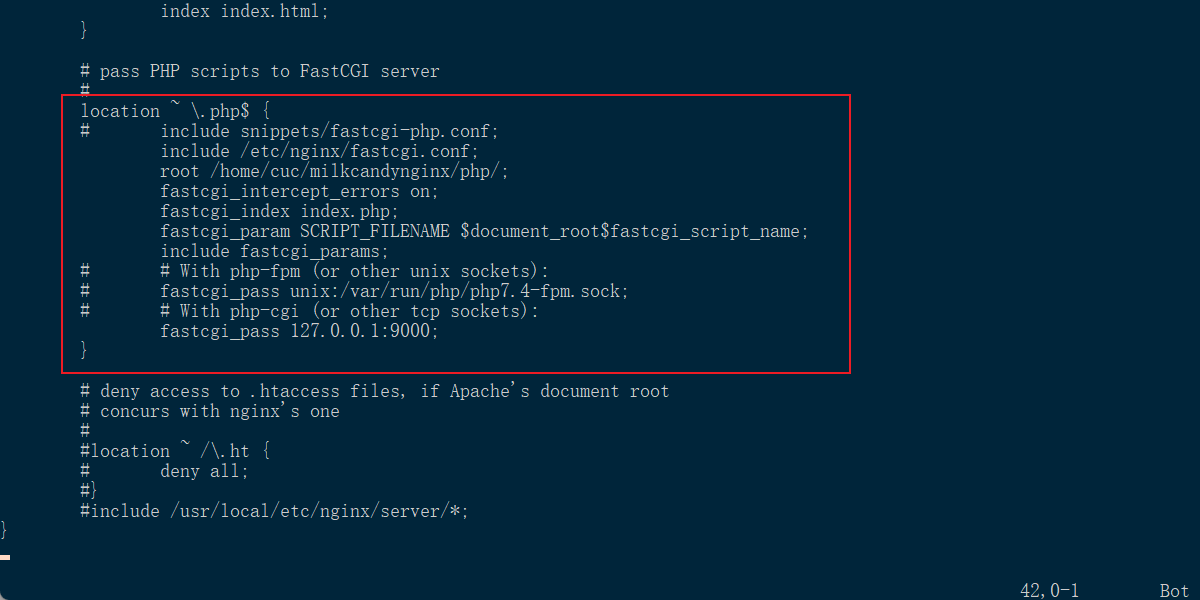 index index.html;
}
# pass PHP scripts to FastCGI server
#
location ~ \.php$ {
#       include snippets/fastcgi-php.conf;
include /etc/nginx/fastcgi.conf;
root /home/cuc/milkcandynginx/php/;
fastcgi_intercept_errors on;
fastcgi_index index.php;
fastcgi_param SCRIPT_FILENAME $document_root$fastcgi_script_name;
include fastcgi_params;
#       # With php-fpm (or other unix sockets):
#       fastcgi_pass unix:/var/run/php/php7.4-fpm.sock;
#       # With php-cgi (or other tcp sockets):
fastcgi_pass 127.0.0.1:9000;
}
# deny access to .htaccess files, if Apache's document root
# concurs with nginx's one
#
#location ~ /\.ht {
#       deny all;
#}
#include /usr/local/etc/nginx/server/*;
}
42,0-1 Bot